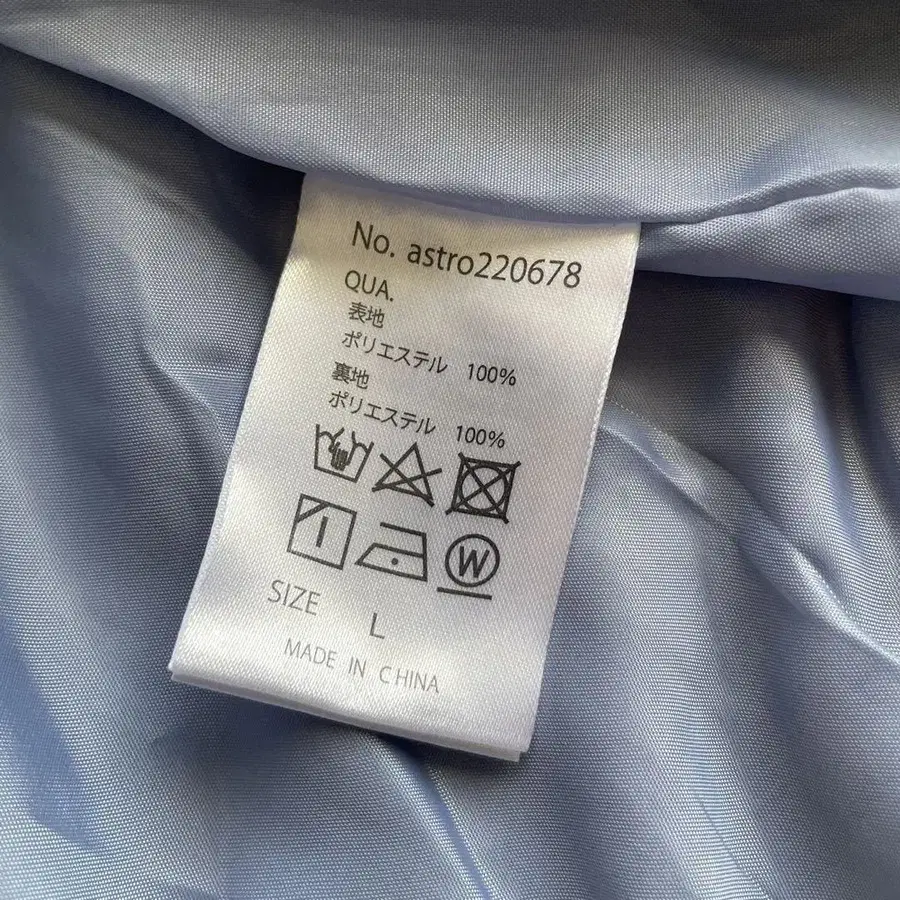 No. astro220678
QUA.
表地
ポリエステル 100%
裏地
ポリエステル 100%
W
SIZE L
MADE IN CHINA